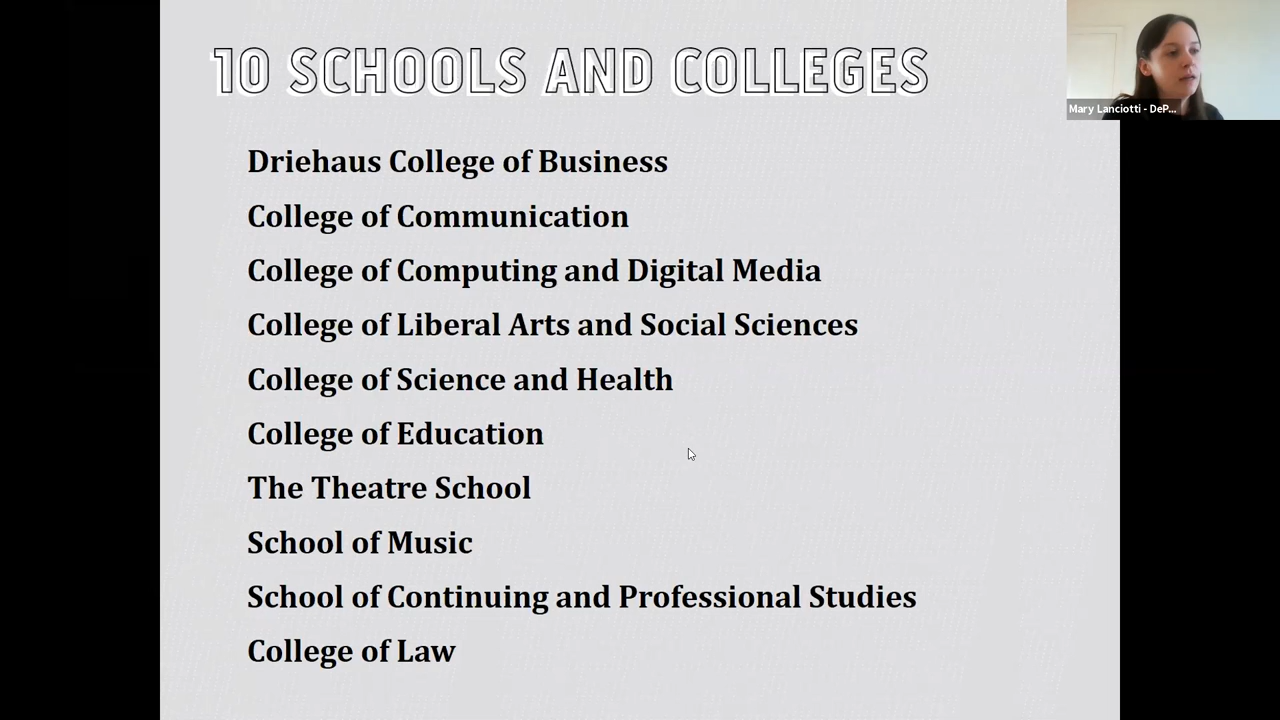 10 SCHOOLS AND COLLEGES
Mary Lanciotti - DeP...
Driehaus College of Business
College of Communication
College of Computing and Digital Media
College of Liberal Arts and Social Sciences
College of Science and Health
College of Education
The Theatre School
School of Music
School of Continuing and Professional Studies
College of Law